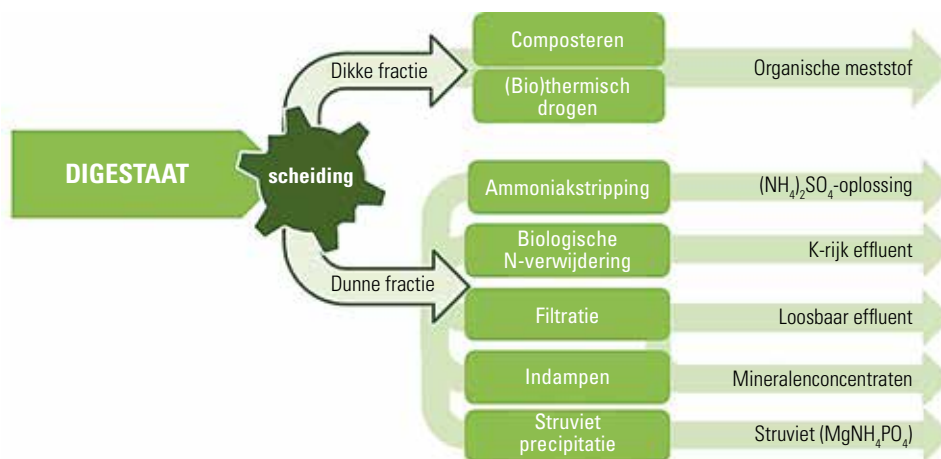 DIGESTAAT
scheiding
Dikke fractie
Composteren
(Bio)thermisch
drogen
Organische meststof
Dunne fractie
Ammoniakstripping
(NH₄)₂SO₄-oplossing
Biologische
N-verwijdering
K-rijk effluent
Filtratie
Loosbaar effluent
Indampen
Mineralenconcentraten
Struviet
precipitatie
Struviet (MgNH₄PO₄)